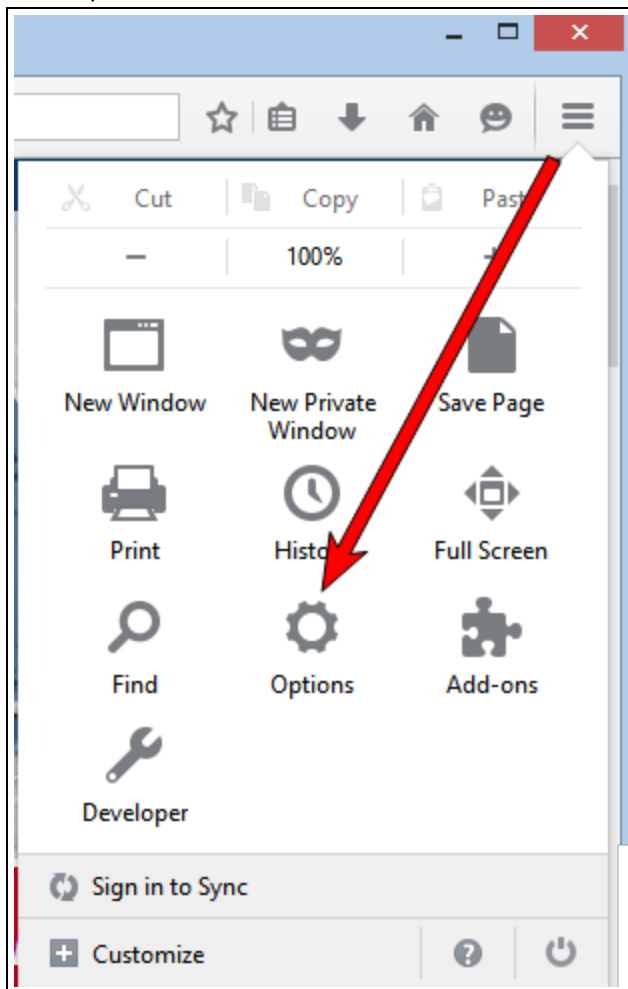 Cut Copy
100%
New Window New Private Window Save Page
Print Full Screen
Find Options Add-ons
Developer
Sign in to Sync
Customize